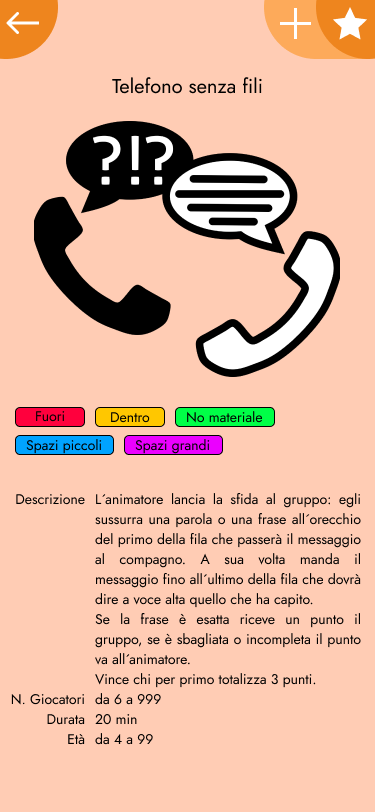 Telefono senza fili
?!?
Fuori Dentro No materiale
Spazi piccoli Spazi grandi
Descrizione L´animatore lancia la sfida al gruppo: egli
sussurra una parola o una frase all´orecchio
del primo della fila che passerà il messaggio
al compagno. A sua volta manda il
messaggio fino all´ultimo della fila che dovrà
dire a voce alta quello che ha capito.
Se la frase è esatta riceve un punto il
gruppo, se è sbagliata o incompleta il punto
va all´animatore.
Vince chi per primo totalizza 3 punti.
N. Giocatori da 6 a 999
Durata 20 min
Età da 4 a 99